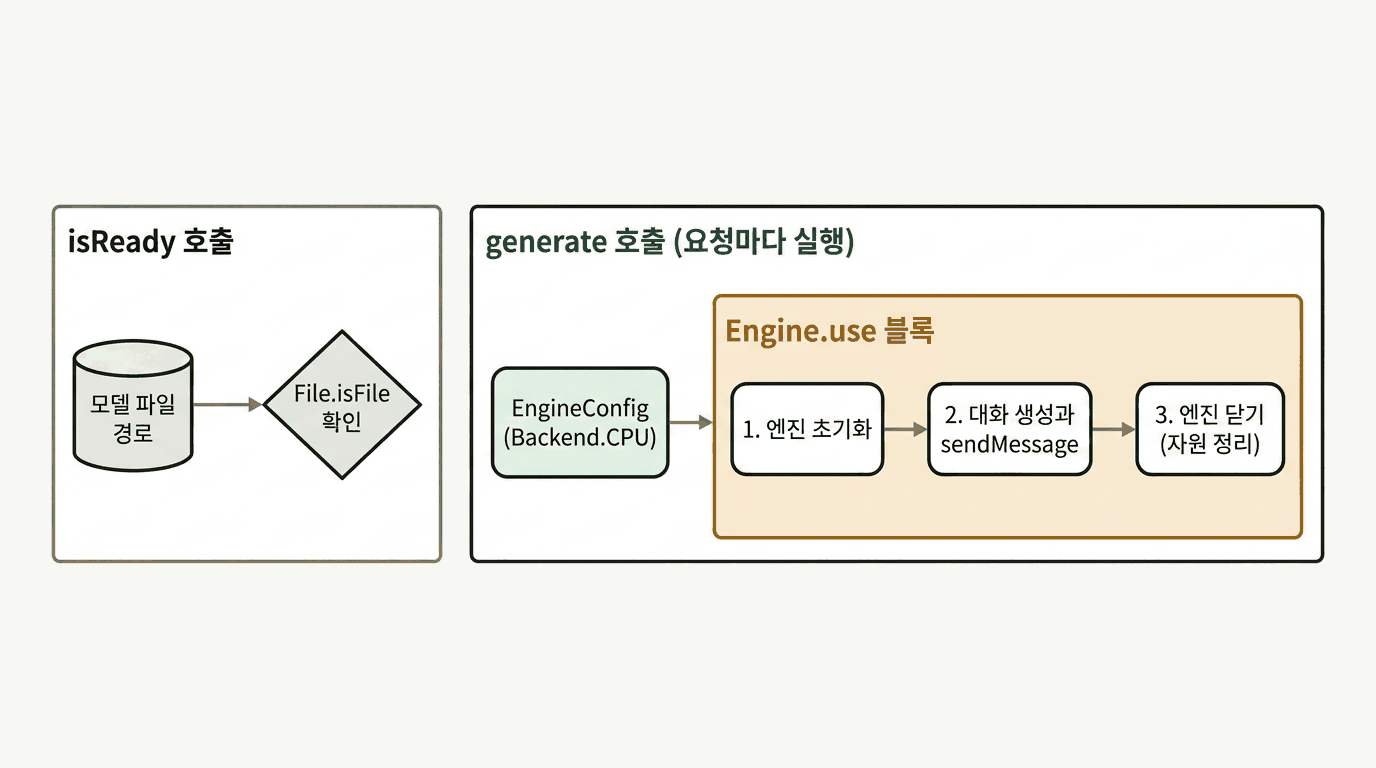 isReady 호출
모델 파일
경로
File.isFile
확인
generate 호출 (요청마다 실행)
EngineConfig
(Backend.CPU)
Engine.use 블록
1. 엔진 초기화
2. 대화 생성과
sendMessage
3. 엔진 닫기
(자원 정리)